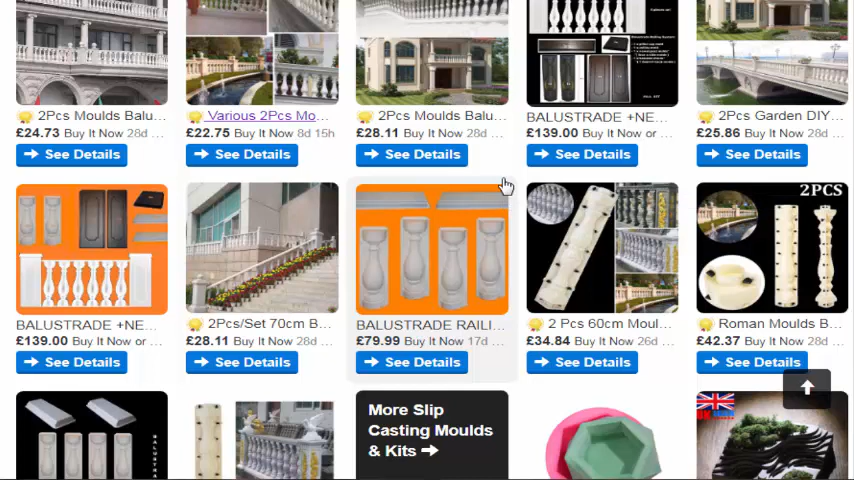 2Pcs Moulds Balu...
£24.73 Buy It Now 28d ...
See Details
Various 2Pcs Mo...
£22.75 Buy It Now 8d 15h
See Details
2Pcs Moulds Balu...
£28.11 Buy It Now 28d ...
See Details
BALUSTRADE +NE...
£139.00 Buy It Now or ...
See Details
2Pcs Garden DIY...
£25.86 Buy It Now 28d ...
See Details
BALUSTRADE +NE...
£139.00 Buy It Now or ...
See Details
2Pcs/Set 70cm B...
£28.11 Buy It Now 28d ...
See Details
BALUSTRADE RAILI...
£79.99 Buy It Now 17d ...
See Details
2 Pcs 60cm Moul...
£34.84 Buy It Now 26d ...
See Details
2PCS
Roman Moulds B...
£42.37 Buy It Now 28d ...
See Details
BALUSTRA
More Slip
Casting Moulds
& Kits